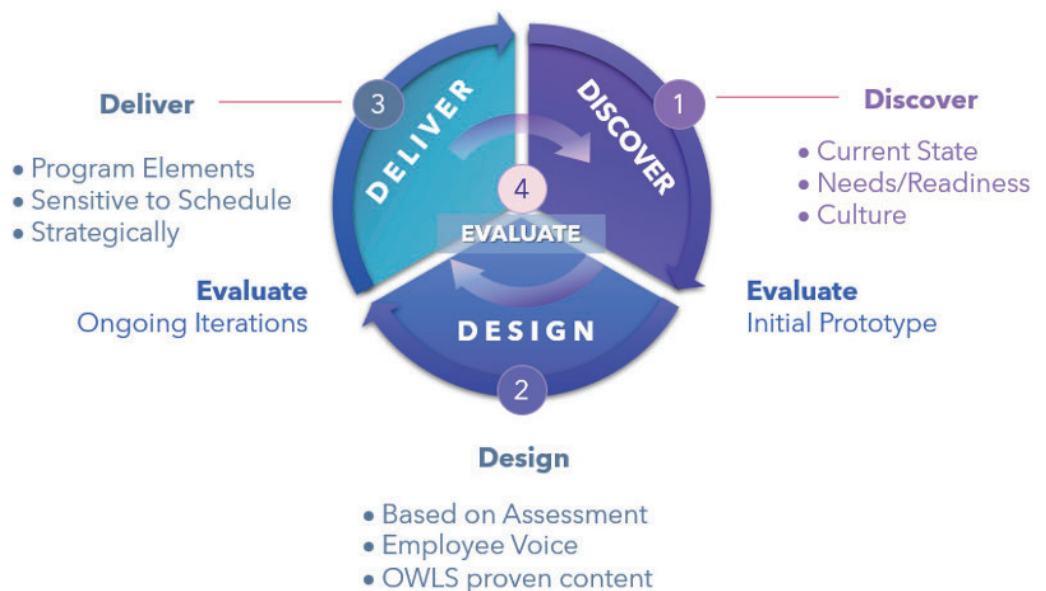 DELIVER
DISCOVER
3
1
Deliver
Discover
• Program Elements
• Sensitive to Schedule
• Strategically
• Current State
• Needs/Readiness
• Culture
4
EVALUATE
Evaluate
Ongoing Iterations
Evaluate
Initial Prototype
DESIGN
2
Design
• Based on Assessment
• Employee Voice
• OWLS proven content